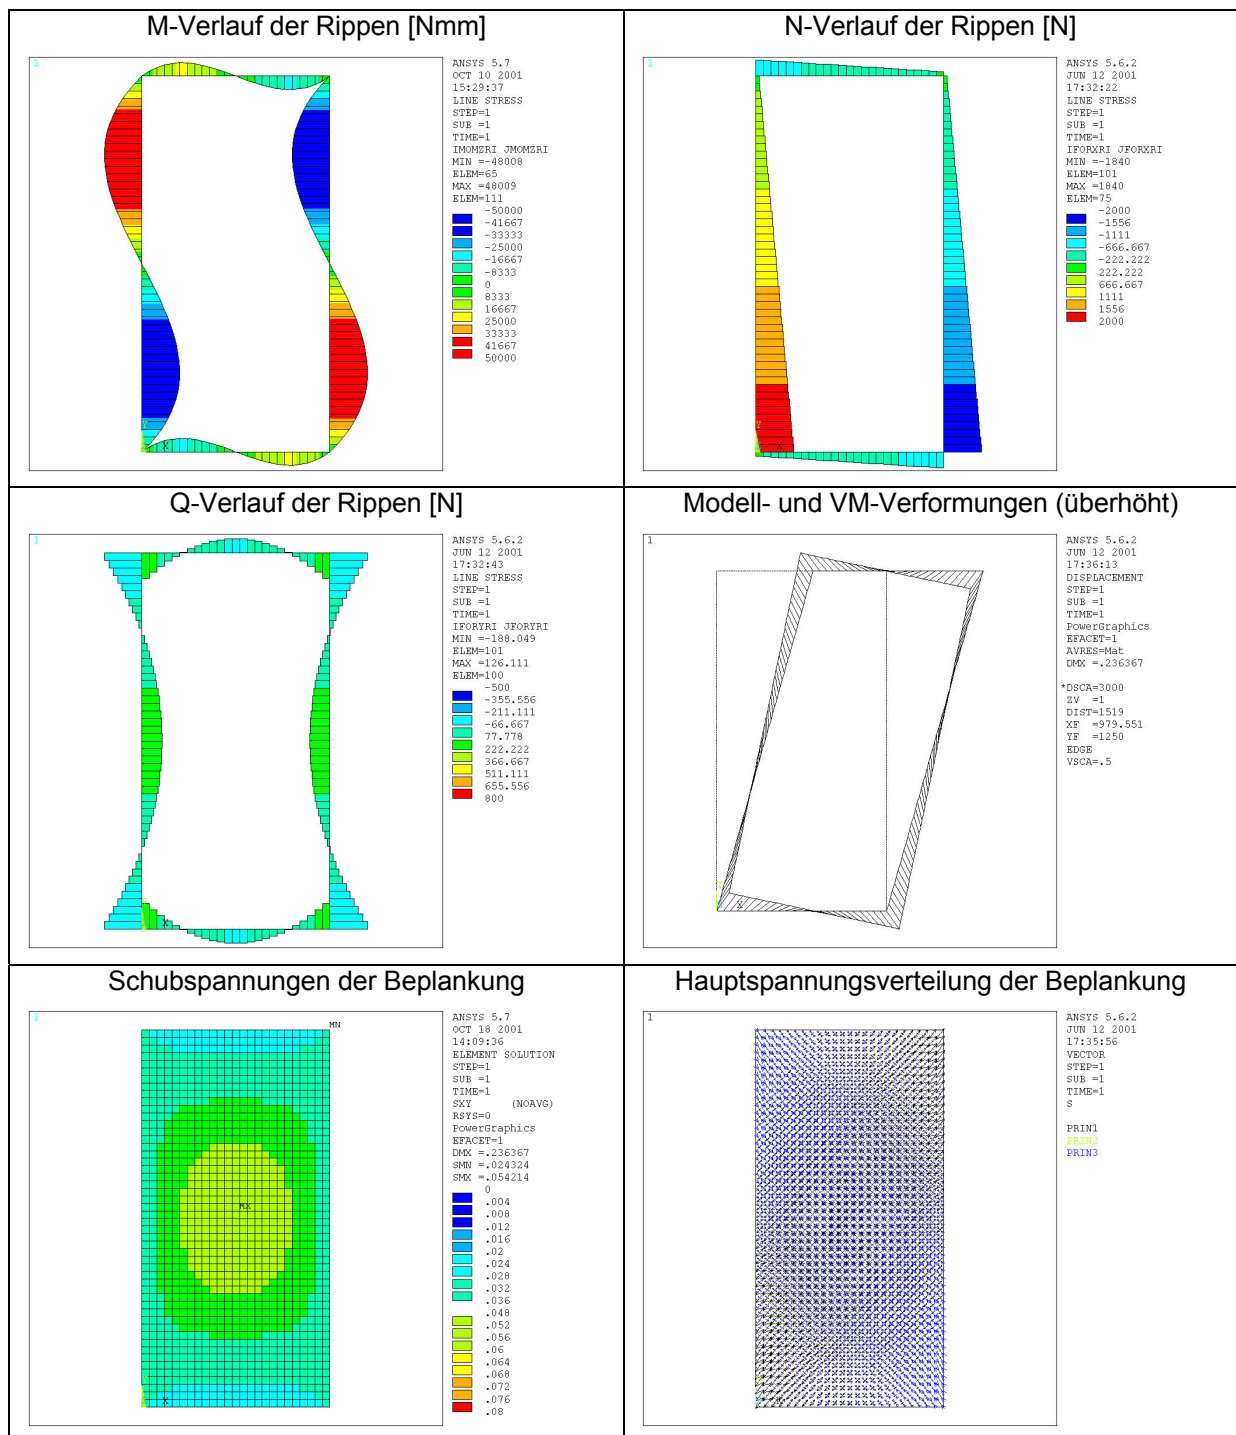 M-Verlauf der Rippen [Nmm]
1
ANSYS 5.7
OCT 10 2001
15:29:37
LINE STRESS
STEP=1
SUB =1
TIME=1
IMOMZRI JMOMZRI
MIN =-48008
ELEM=65
MAX =48009
ELEM=111
-50000
-41667
-33333
-25000
-16667
-8333
0
8333
16667
25000
33333
41667
50000
Y
X
N-Verlauf der Rippen [N]
1
ANSYS 5.6.2
JUN 12 2001
17:32:22
LINE STRESS
STEP=1
SUB =1
TIME=1
IFORXRI JFORXRI
MIN =-1840
ELEM=101
MAX =1840
ELEM=75
-2000
-1556
-1111
-666.667
-222.222
222.222
666.667
1111
1556
2000
Y
X
Q-Verlauf der Rippen [N]
1
ANSYS 5.6.2
JUN 12 2001
17:32:43
LINE STRESS
STEP=1
SUB =1
TIME=1
IFORYRI JFORYRI
MIN =-188.049
ELEM=101
MAX =126.111
ELEM=100
-500
-355.556
-211.111
-66.667
77.778
222.222
366.667
511.111
655.556
800
X
Modell- und VM-Verformungen (überhöht)
1
ANSYS 5.6.2
JUN 12 2001
17:36:13
DISPLACEMENT
STEP=1
SUB =1
TIME=1
PowerGraphics
EFACET=1
AVRES=Mat
DMX =.236367
*DSCA=3000
ZV =1
DIST=1519
XF =979.551
YF =1250
EDGE
VSCA=.5
X
Schubspannungen der Beplankung
1
MN
MX
ANSYS 5.7
OCT 18 2001
14:09:36
ELEMENT SOLUTION
STEP=1
SUB =1
TIME=1
SXY (NOAVG)
RSYS=0
PowerGraphics
EFACET=1
DMX =.236367
SMN =.024324
SMX =.054214
0
.004
.008
.012
.016
.02
.024
.028
.032
.036
.048
.052
.056
.06
.064
.068
.072
.076
.08
X
Hauptspannungsverteilung der Beplankung
1
ANSYS 5.6.2
JUN 12 2001
17:35:56
VECTOR
STEP=1
SUB =1
TIME=1
S
PRIN1
PRIN2
PRIN3